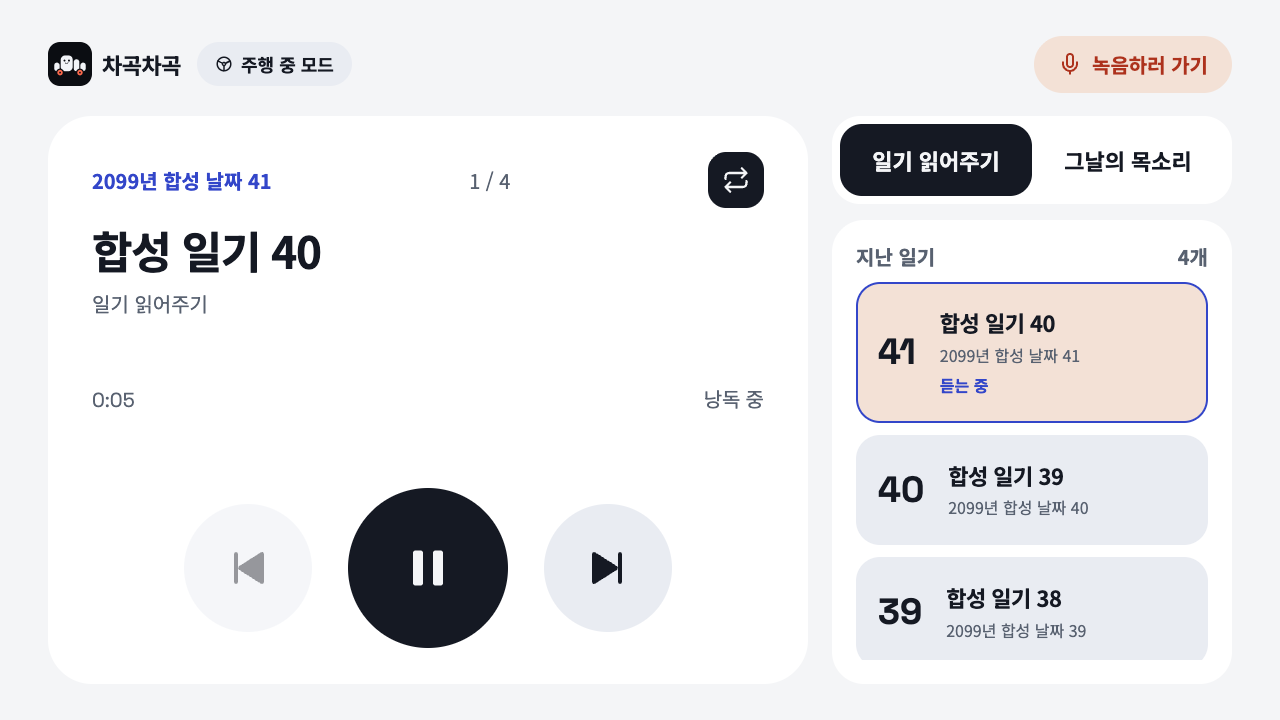 차곡차곡
주행 중 모드
녹음하러 가기
2099년 합성 날짜 41
1 / 4
합성 일기 40
일기 읽어주기
0:05
낭독 중
일기 읽어주기
그날의 목소리
지난 일기
4개
41
합성 일기 40
2099년 합성 날짜 41
듣는 중
40
합성 일기 39
2099년 합성 날짜 40
39
합성 일기 38
2099년 합성 날짜 39